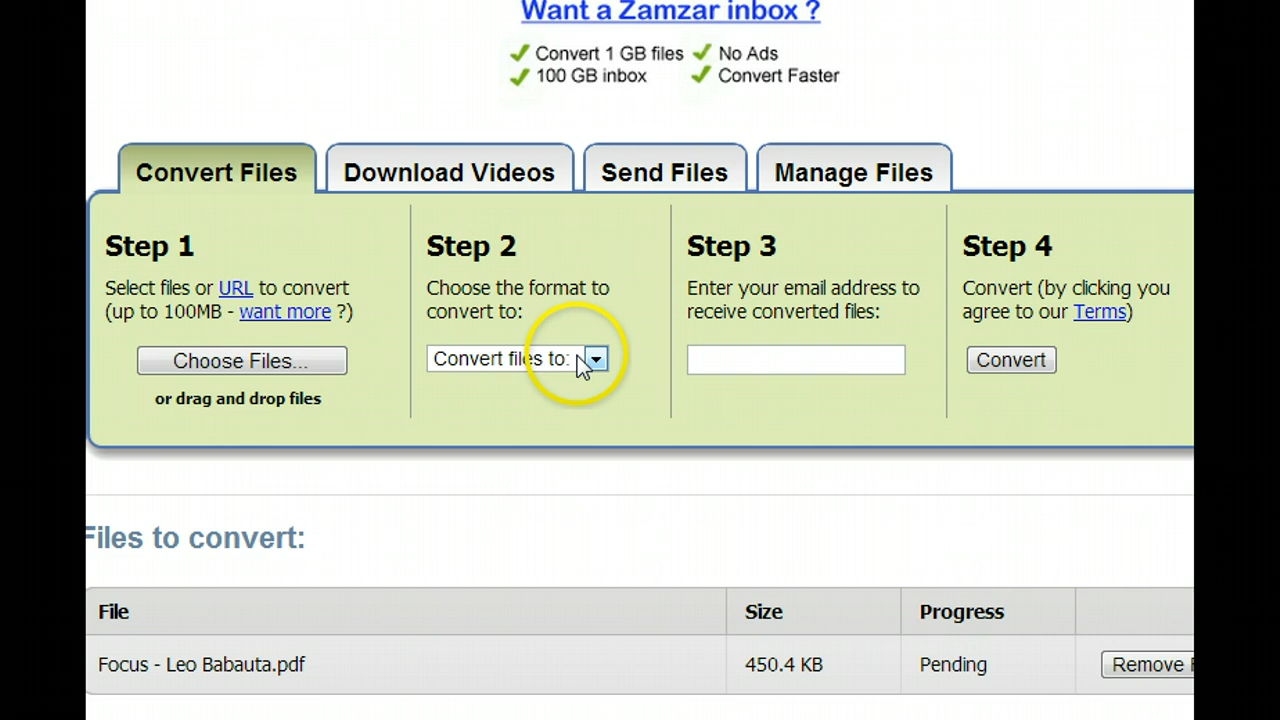 Want a Zamzar inbox ?
Convert 1 GB files No Ads
100 GB inbox Convert Faster
Convert Files Download Videos Send Files Manage Files
Step 1
Select files or URL to convert
(up to 100MB - want more ?)
Choose Files...
or drag and drop files
Step 2
Choose the format to
convert to:
Convert files to:
Step 3
Enter your email address to
receive converted files:
Step 4
Convert (by clicking you
agree to our Terms)
Convert
Files to convert:
File Size Progress
Focus - Leo Babauta.pdf 450.4 KB Pending Remove